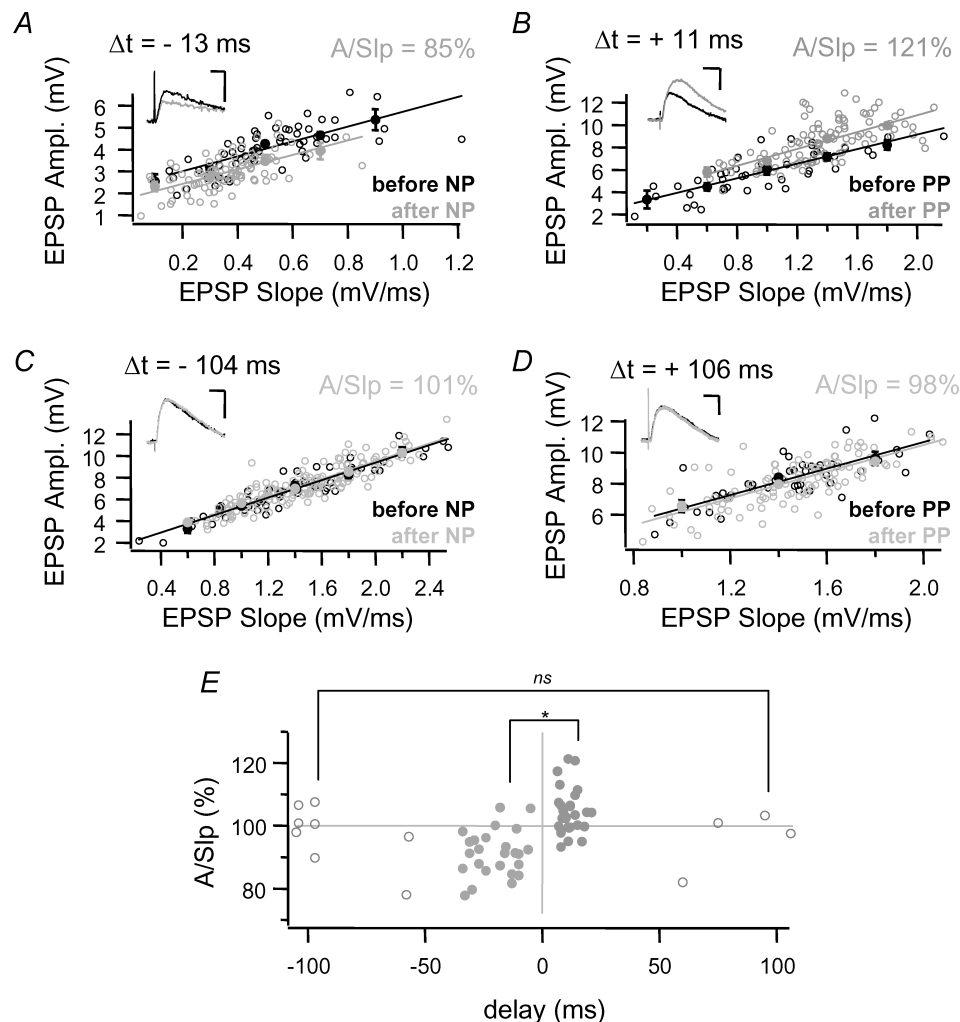 A
Δt = - 13 ms
A/Slp = 85%
EPSP Ampl. (mV)
6
5
4
3
2
1
before NP
after NP
0.2 0.4 0.6 0.8 1.0 1.2
EPSP Slope (mV/ms)
B
Δt = + 11 ms
A/Slp = 121%
EPSP Ampl. (mV)
12
10
8
6
4
2
before PP
after PP
0.4 0.8 1.2 1.6 2.0
EPSP Slope (mV/ms)
C
Δt = - 104 ms
A/Slp = 101%
EPSP Ampl. (mV)
12
10
8
6
4
2
before NP
after NP
0.4 0.8 1.2 1.6 2.0 2.4
EPSP Slope (mV/ms)
D
Δt = + 106 ms
A/Slp = 98%
EPSP Ampl. (mV)
12
10
8
6
before PP
after PP
0.8 1.2 1.6 2.0
EPSP Slope (mV/ms)
E
ns
*
A/Slp (%)
120
100
80
-100 -50 0 50 100
delay (ms)